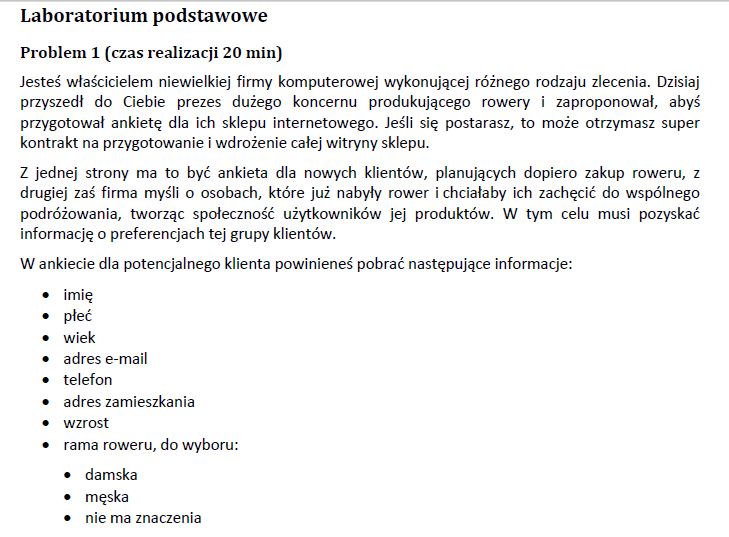 Laboratorium podstawowe
Problem 1 (czas realizacji 20 min)
Jesteś właścicielem niewielkiej firmy komputerowej wykonującej różnego rodzaju zlecenia. Dzisiaj
przyszedł do Ciebie prezes dużego koncernu produkującego rowery i zaproponował, abyś
przygotował ankietę dla ich sklepu internetowego. Jeśli się postarasz, to może otrzymasz super
kontrakt na przygotowanie i wdrożenie całej witryny sklepu.
Z jednej strony ma to być ankieta dla nowych klientów, planujących dopiero zakup roweru, z
drugiej zaś firma myśli o osobach, które już nabyły rower i chciałaby ich zachęcić do wspólnego
podróżowania, tworząc społeczność użytkowników jej produktów. W tym celu musi pozyskać
informację o preferencjach tej grupy klientów.
W ankiecie dla potencjalnego klienta powinieneś pobrać następujące informacje:
• imię
• płeć
• wiek
• adres e-mail
• telefon
• adres zamieszkania
• wzrost
• rama roweru, do wyboru:
• damska
• męska
• nie ma znaczenia